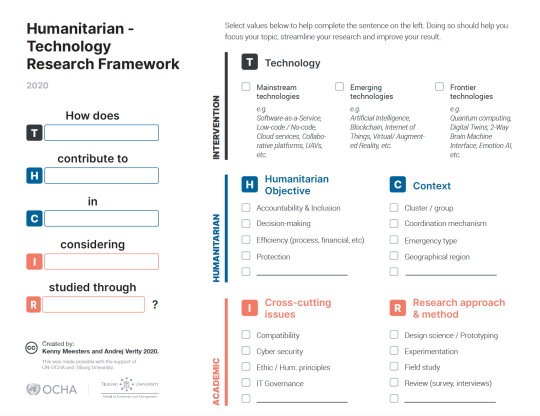 Humanitarian -
Technology
Research Framework
2020
How does
T
contribute to
H
in
C
considering
I
studied through
R
?
cc
Created by:
Kenny Meesters and Andrej Verity 2020.
This was made possible with the support of
UN-OCHA and Tilburg University.
OCHA
TILBURG UNIVERSITY
School of Economics and Management
Select values below to help complete the sentence on the left. Doing so should help you
focus your topic, streamline your research and improve your result.
INTERVENTION
T Technology
Mainstream
technologies
e.g.
Software-as-a-Service,
Low-code / No-code,
Cloud services, Collabo-
rative platforms, UAVs,
etc.
Emerging
technologies
e.g.
Artificial Intelligence,
Blockchain, Internet of
Things, Virtual/ Augment-
ed Reality, etc.
Frontier
technologies
e.g.
Quantum computing,
Digital Twins, 2-Way
Brain Machine
Interface, Emotion AI,
etc.
HUMANITARIAN
H Humanitarian
Objective
Accountability & Inclusion
Decision-making
Efficiency (process, financial, etc)
Protection
C Context
Cluster / group
Coordination mechanism
Emergency type
Geographical region
ACADEMIC
I Cross-cutting
issues
Compatibility
Cyber security
Ethic / Hum. principles
IT Governance
R Research approach
& method
Design science / Prototyping
Experimentation
Field study
Review (survey, interviews)